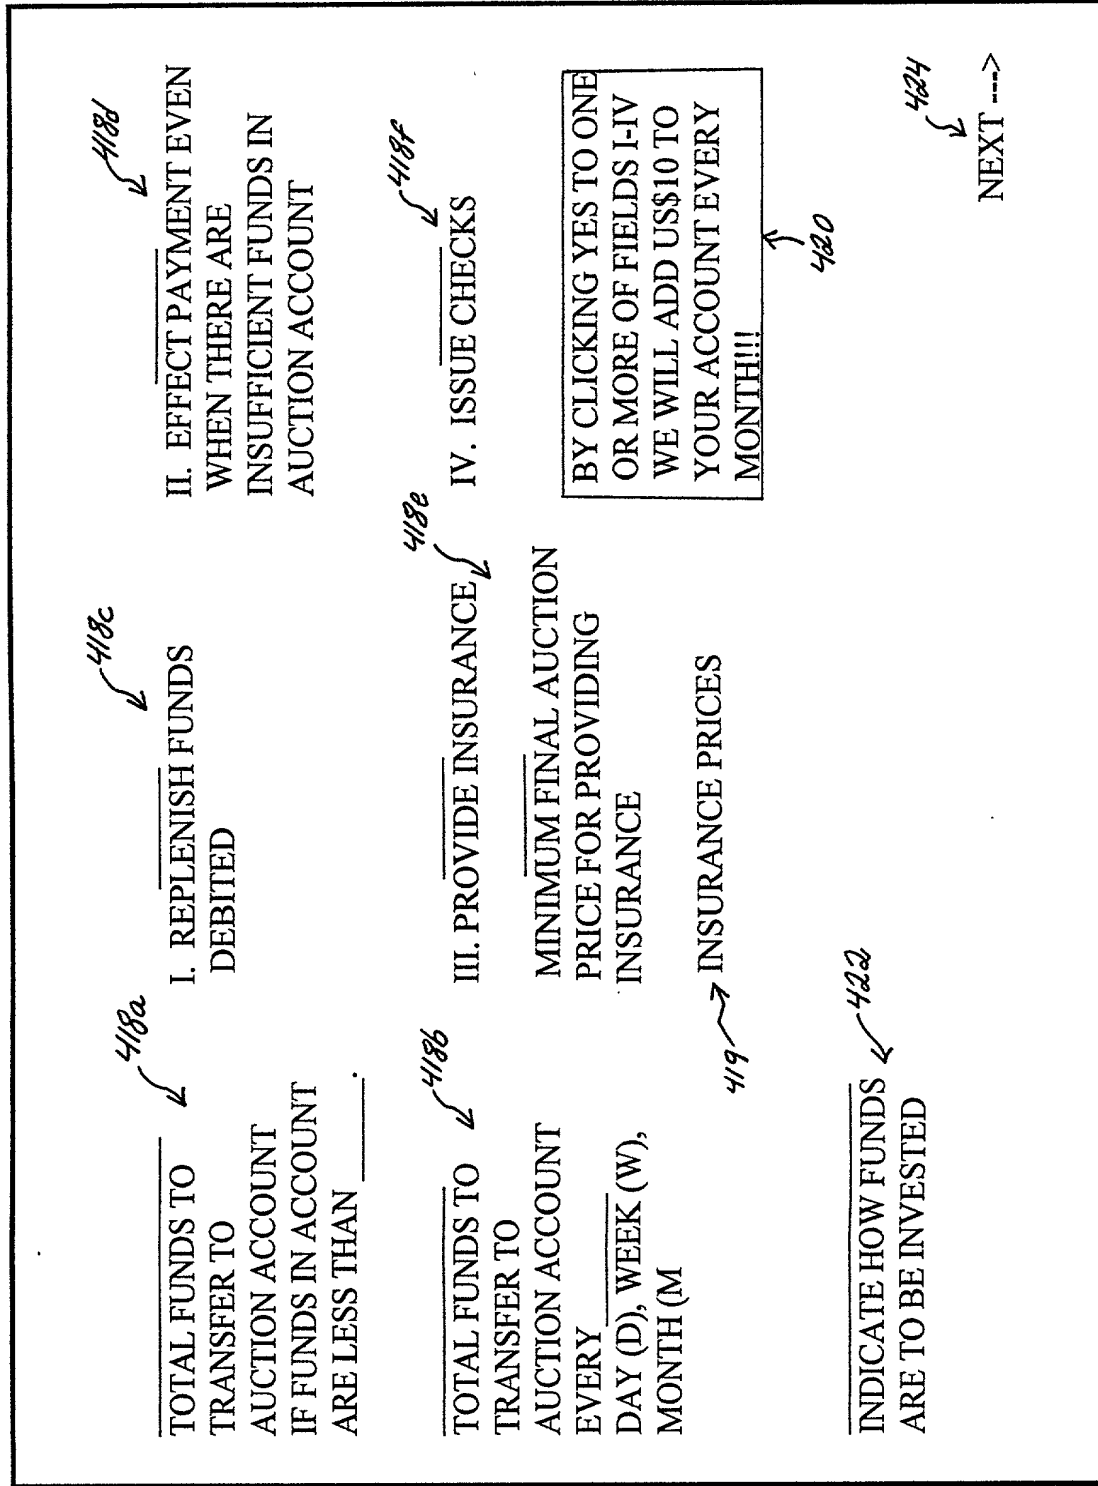 418a
TOTAL FUNDS TO
TRANSFER TO
AUCTION ACCOUNT
IF FUNDS IN ACCOUNT
ARE LESS THAN ______.
418c
I. REPLENISH FUNDS
DEBITED
418d
II. EFFECT PAYMENT EVEN
WHEN THERE ARE
INSUFFICIENT FUNDS IN
AUCTION ACCOUNT
418b
TOTAL FUNDS TO
TRANSFER TO
AUCTION ACCOUNT
EVERY ______
DAY (D), WEEK (W),
MONTH (M
418e
III. PROVIDE INSURANCE
MINIMUM FINAL AUCTION
PRICE FOR PROVIDING
INSURANCE
419 INSURANCE PRICES
418f
IV. ISSUE CHECKS
BY CLICKING YES TO ONE
OR MORE OF FIELDS I-IV
WE WILL ADD US$10 TO
YOUR ACCOUNT EVERY
MONTH!!!
420
422
INDICATE HOW FUNDS
ARE TO BE INVESTED
424
NEXT --->